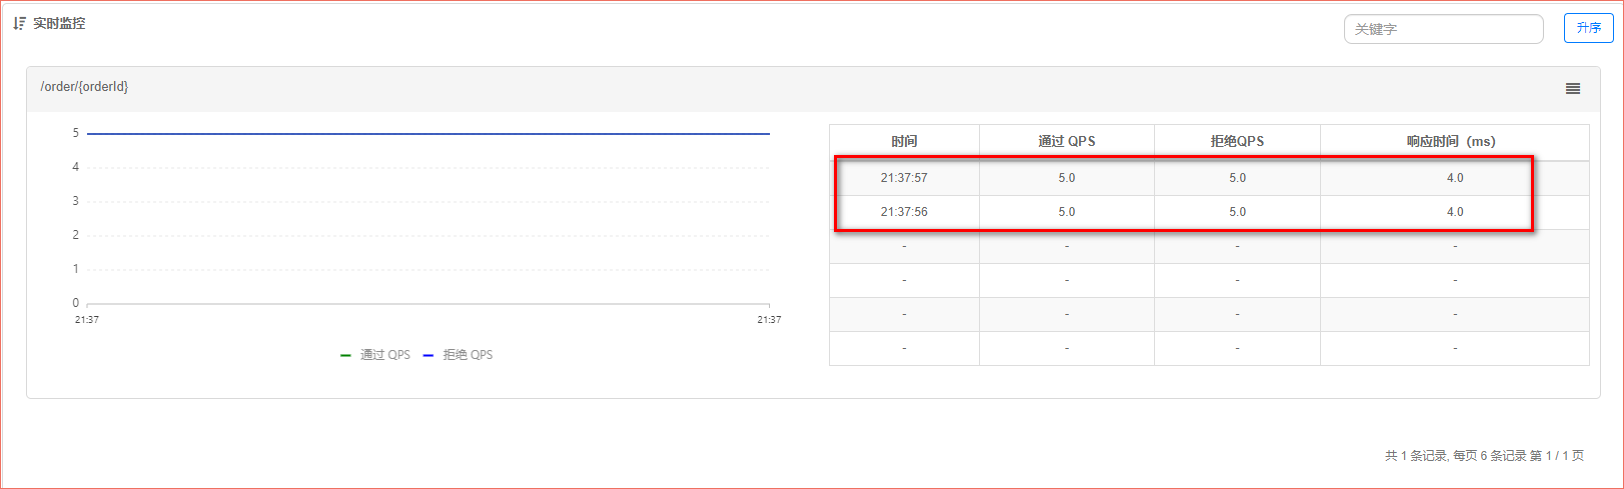 实时监控
关键字
升序
/order/{orderId}
5
4
3
2
1
0
21:37 21:37
通过 QPS 拒绝 QPS
时间 通过 QPS 拒绝QPS 响应时间（ms）
21:37:57 5.0 5.0 4.0
21:37:56 5.0 5.0 4.0
- - - -
- - - -
- - - -
- - - -
共 1 条记录, 每页 6 条记录 第 1 / 1 页